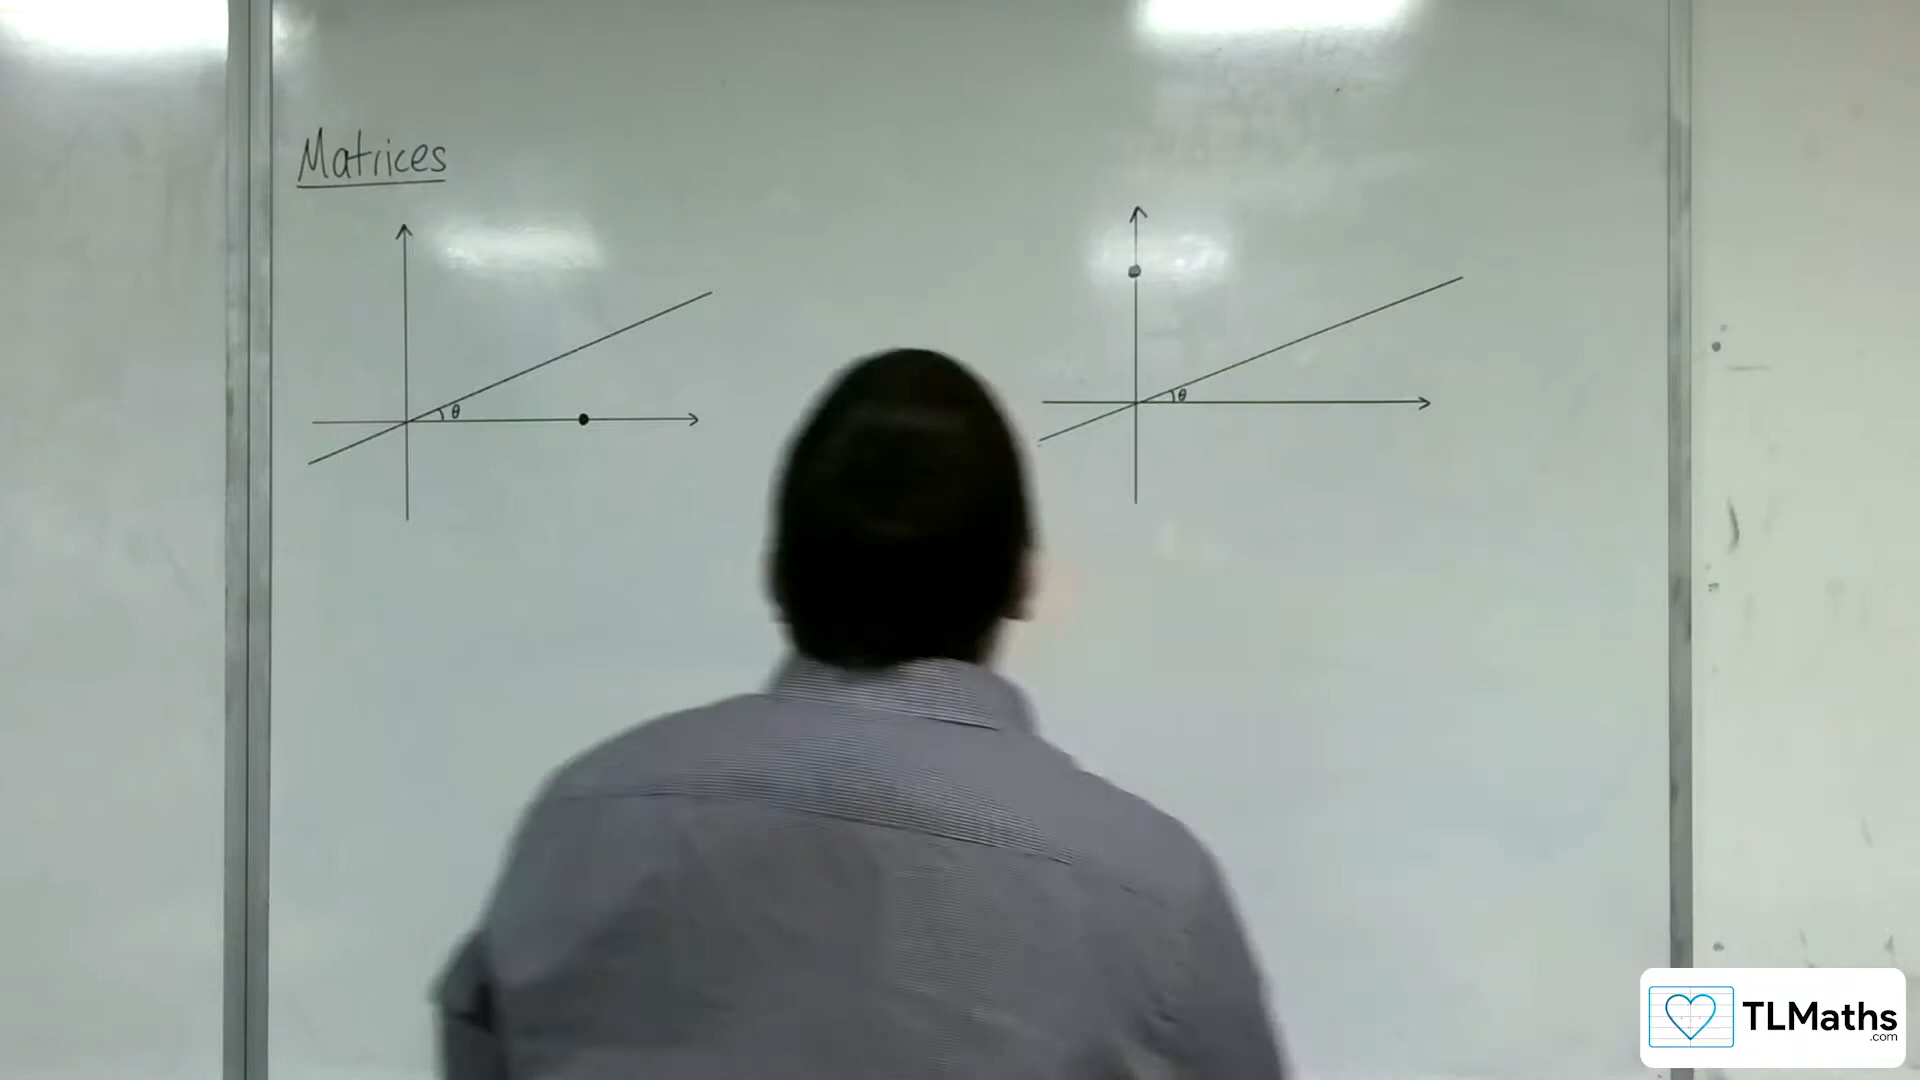 Matrices
θ
θ
TLMaths
.com